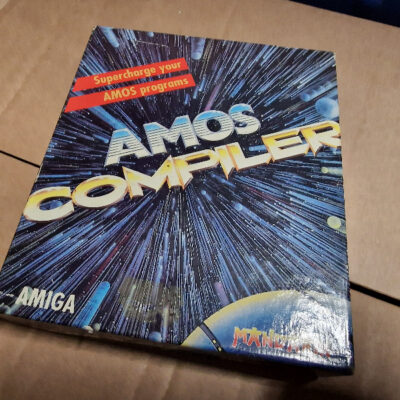 Supercharge your
AMOS programs
AMOS
COMPILER
AMIGA